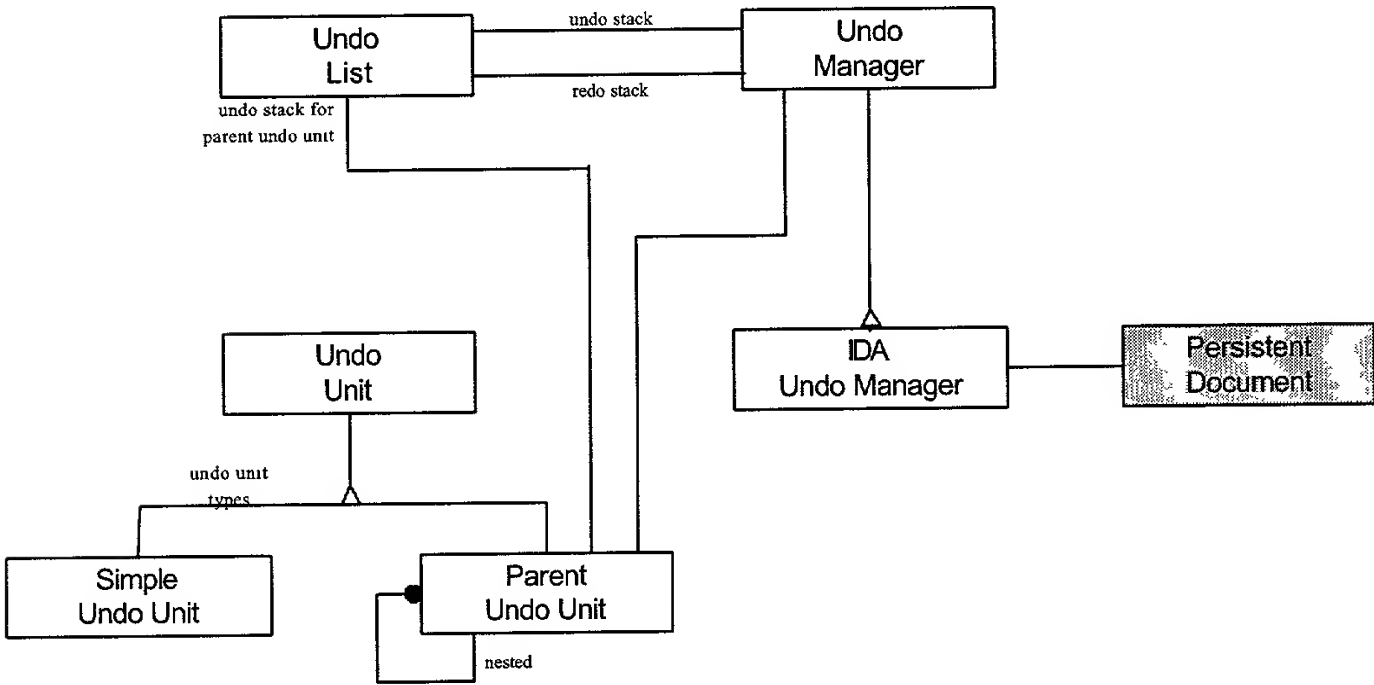 undo stack
Undo
List
Undo
Manager
redo stack
undo stack for
parent undo unit
Undo
Unit
IDA
Undo Manager
Persistent
Document
undo unit
types
Simple
Undo Unit
Parent
Undo Unit
nested